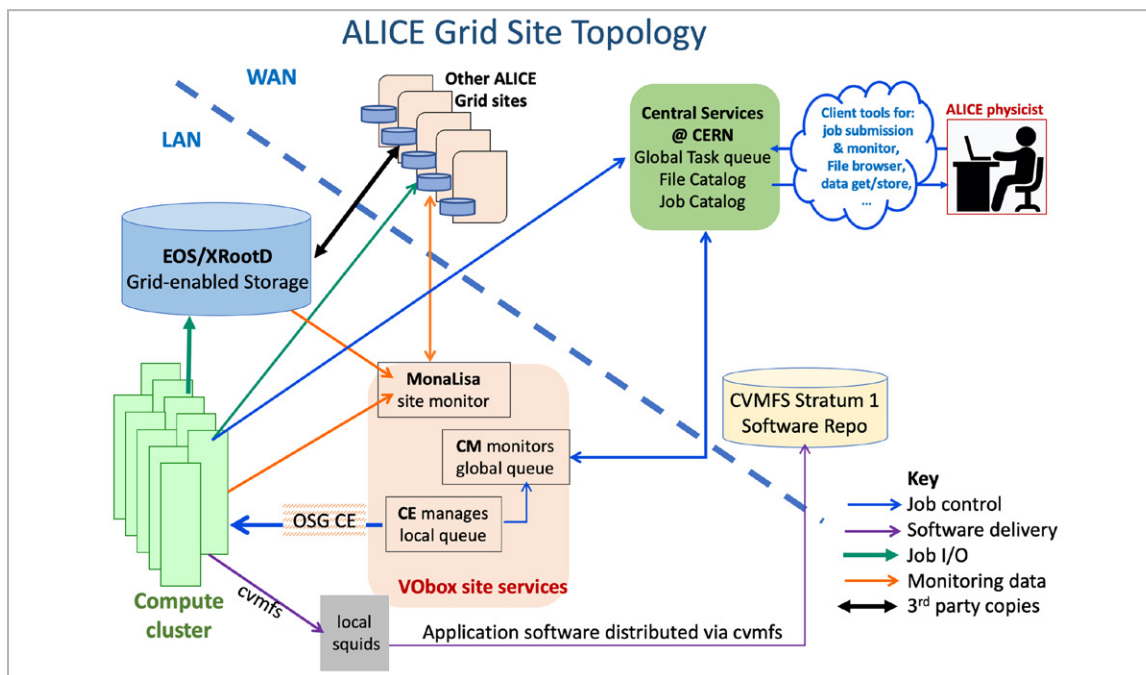 ALICE Grid Site Topology
WAN
LAN
Other ALICE
Grid sites
Central Services
@ CERN
Global Task queue
File Catalog
Job Catalog
Client tools for:
job submission
& monitor,
File browser,
data get/store,
...
ALICE physicist
EOS/XRootD
Grid-enabled Storage
MonaLisa
site monitor
CM monitors
global queue
CE manages
local queue
OSG CE
VObox site services
CVMFS Stratum 1
Software Repo
Compute
cluster
cvmfs
local
squids
Application software distributed via cvmfs
Key
Job control
Software delivery
Job I/O
Monitoring data
3rd party copies